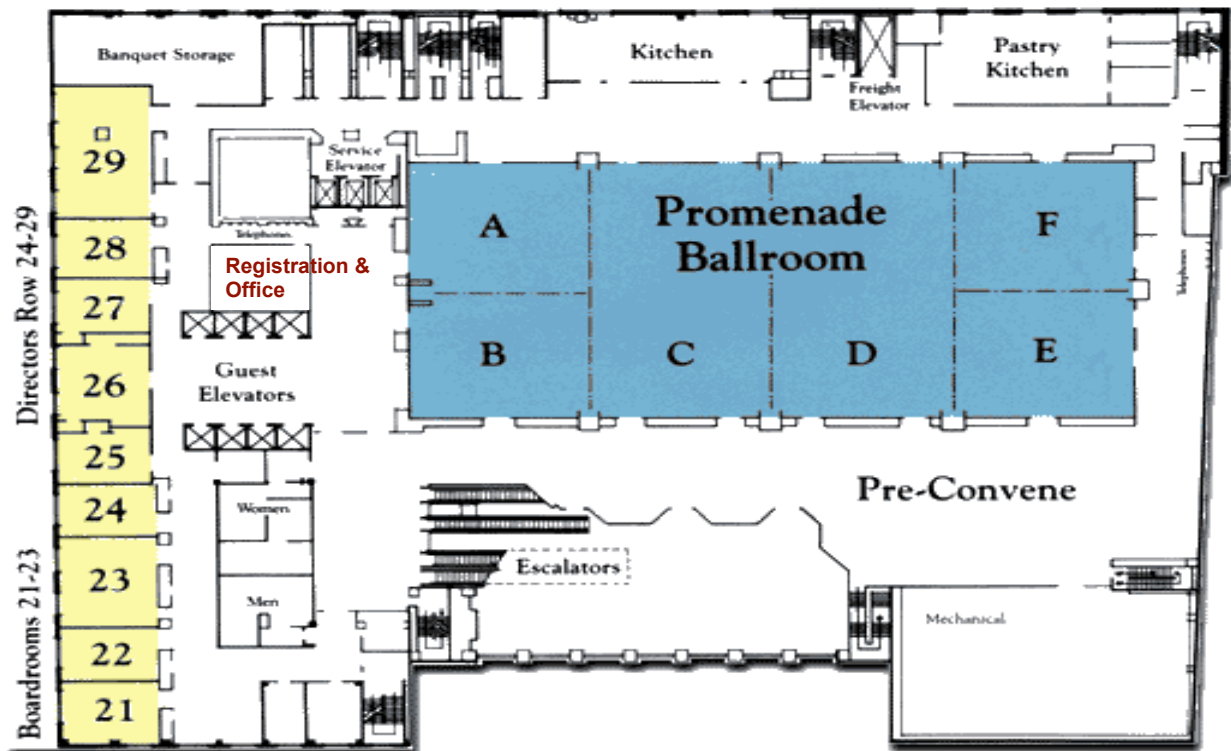 Banquet Storage
Kitchen
Pastry
Kitchen
Freight
Elevator
29
Service
Elevator
28
Telephones
Registration &
Office
27
26
25
24
23
22
21
Directors Row 24-29
Boardrooms 21-23
Guest
Elevators
Women
Men
A
B
Promenade
Ballroom
C
D
F
E
Telephones
Pre-Convene
Escalators
Mechanical